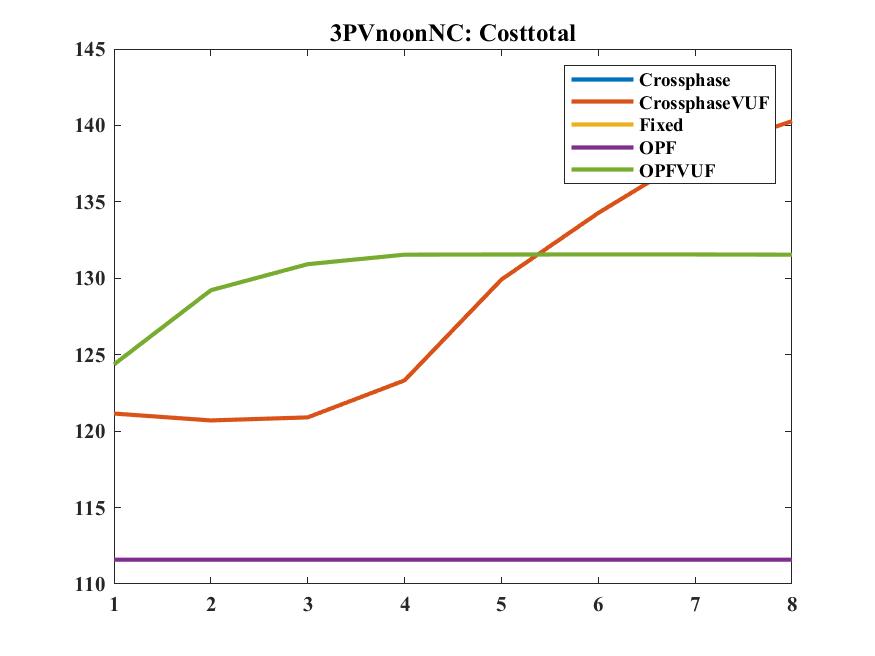 3PVnoonNC: Costtotal
145
140
135
130
125
120
115
110
Crossphase
CrossphaseVUF
Fixed
OPF
OPFVUF
1 2 3 4 5 6 7 8